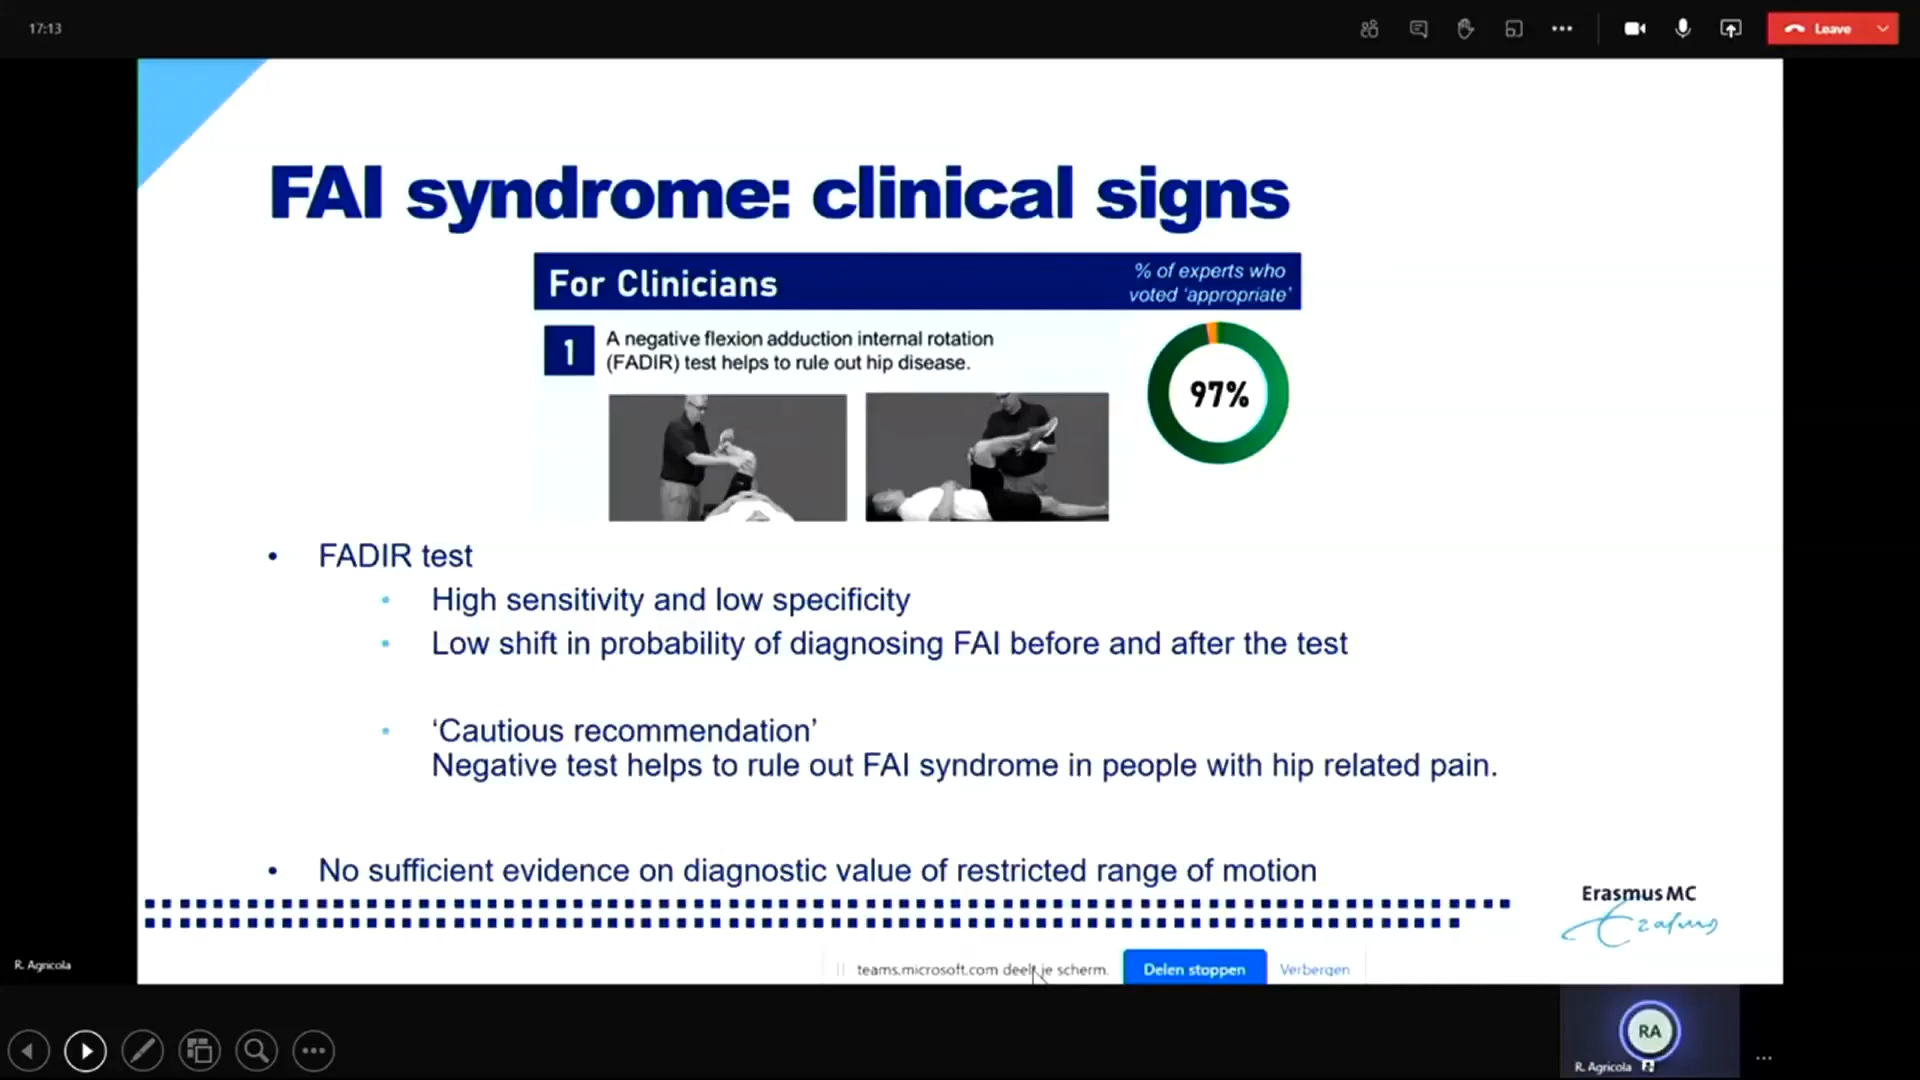 17:13
Leave
FAI syndrome: clinical signs
For Clinicians
% of experts who
voted ‘appropriate’
1
A negative flexion adduction internal rotation
(FADIR) test helps to rule out hip disease.
97%
• FADIR test
• High sensitivity and low specificity
• Low shift in probability of diagnosing FAI before and after the test
• ‘Cautious recommendation’
Negative test helps to rule out FAI syndrome in people with hip related pain.
• No sufficient evidence on diagnostic value of restricted range of motion
Erasmus MC
Erasmus
R. Agricola
teams.microsoft.com deelt je scherm.
Delen stoppen
Verbergen
RA
R. Agricola